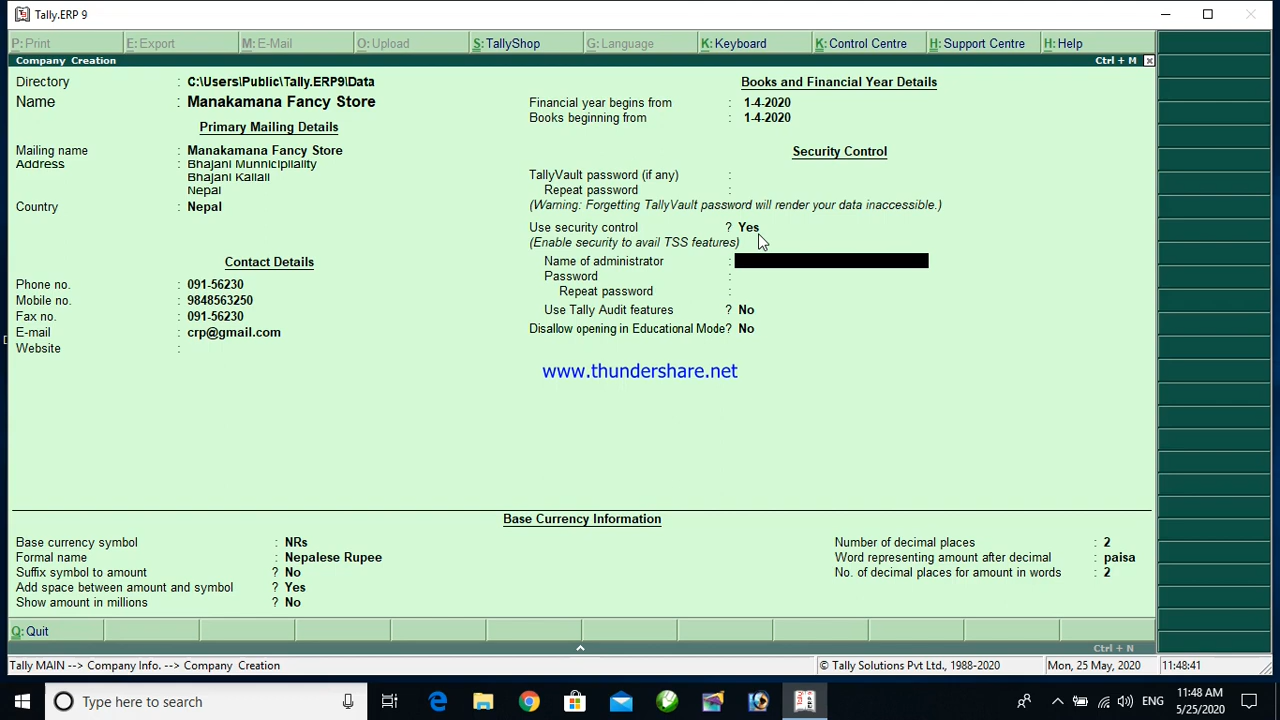 Tally.ERP 9
P: Print
E: Export
M: E-Mail
O: Upload
S: TallyShop
G: Language
K: Keyboard
K: Control Centre
H: Support Centre
H: Help
Company Creation
Ctrl + M
Directory : C:\Users\Public\Tally.ERP9\Data
Name : Manakamana Fancy Store
Primary Mailing Details
Mailing name : Manakamana Fancy Store
Address : Bhajani Munnicipllality
Bhajani Kallali
Nepal
Country : Nepal
Contact Details
Phone no. : 091-56230
Mobile no. : 9848563250
Fax no. : 091-56230
E-mail : crp@gmail.com
Website :
Books and Financial Year Details
Financial year begins from : 1-4-2020
Books beginning from : 1-4-2020
Security Control
TallyVault password (if any) :
Repeat password :
(Warning: Forgetting TallyVault password will render your data inaccessible.)
Use security control ? Yes
(Enable security to avail TSS features)
Name of administrator :
Password :
Repeat password :
Use Tally Audit features ? No
Disallow opening in Educational Mode? No
www.thundershare.net
Base Currency Information
Base currency symbol : NRs
Formal name : Nepalese Rupee
Suffix symbol to amount ? No
Add space between amount and symbol ? Yes
Show amount in millions ? No
Number of decimal places : 2
Word representing amount after decimal : paisa
No. of decimal places for amount in words : 2
Q: Quit
Ctrl + N
Tally MAIN --> Company Info. --> Company Creation
© Tally Solutions Pvt Ltd., 1988-2020
Mon, 25 May, 2020
11:48:41
Type here to search
ENG
11:48 AM
5/25/2020